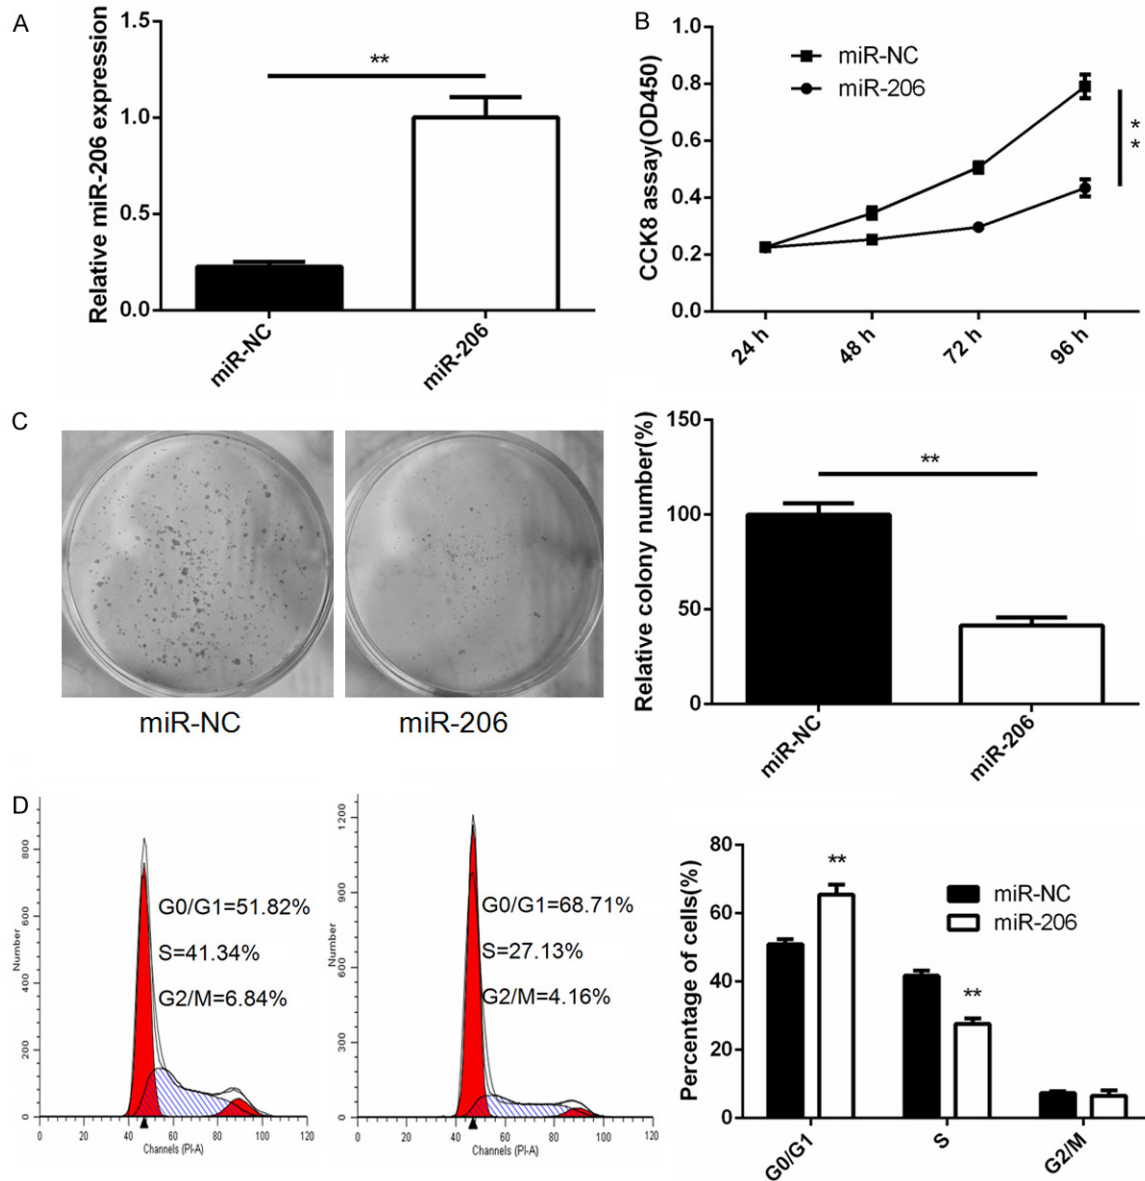 A
Relative miR-206 expression
1.5
1.0
0.5
0.0
**
miR-NC
miR-206
B
CCK8 assay(OD450)
1.0
0.8
0.6
0.4
0.2
0.0
miR-NC
miR-206
**
24 h
48 h
72 h
96 h
C
miR-NC
miR-206
Relative colony number(%)
150
100
50
0
**
miR-NC
miR-206
D
Number
800
600
400
200
0
G0/G1=51.82%
S=41.34%
G2/M=6.84%
0 20 40 60 80 100 120
Channels (PI-A)
Number
1200
900
600
300
0
G0/G1=68.71%
S=27.13%
G2/M=4.16%
0 20 40 60 80 100 120
Channels (PI-A)
Percentage of cells(%)
80
60
40
20
0
**
**
miR-NC
miR-206
G0/G1
S
G2/M